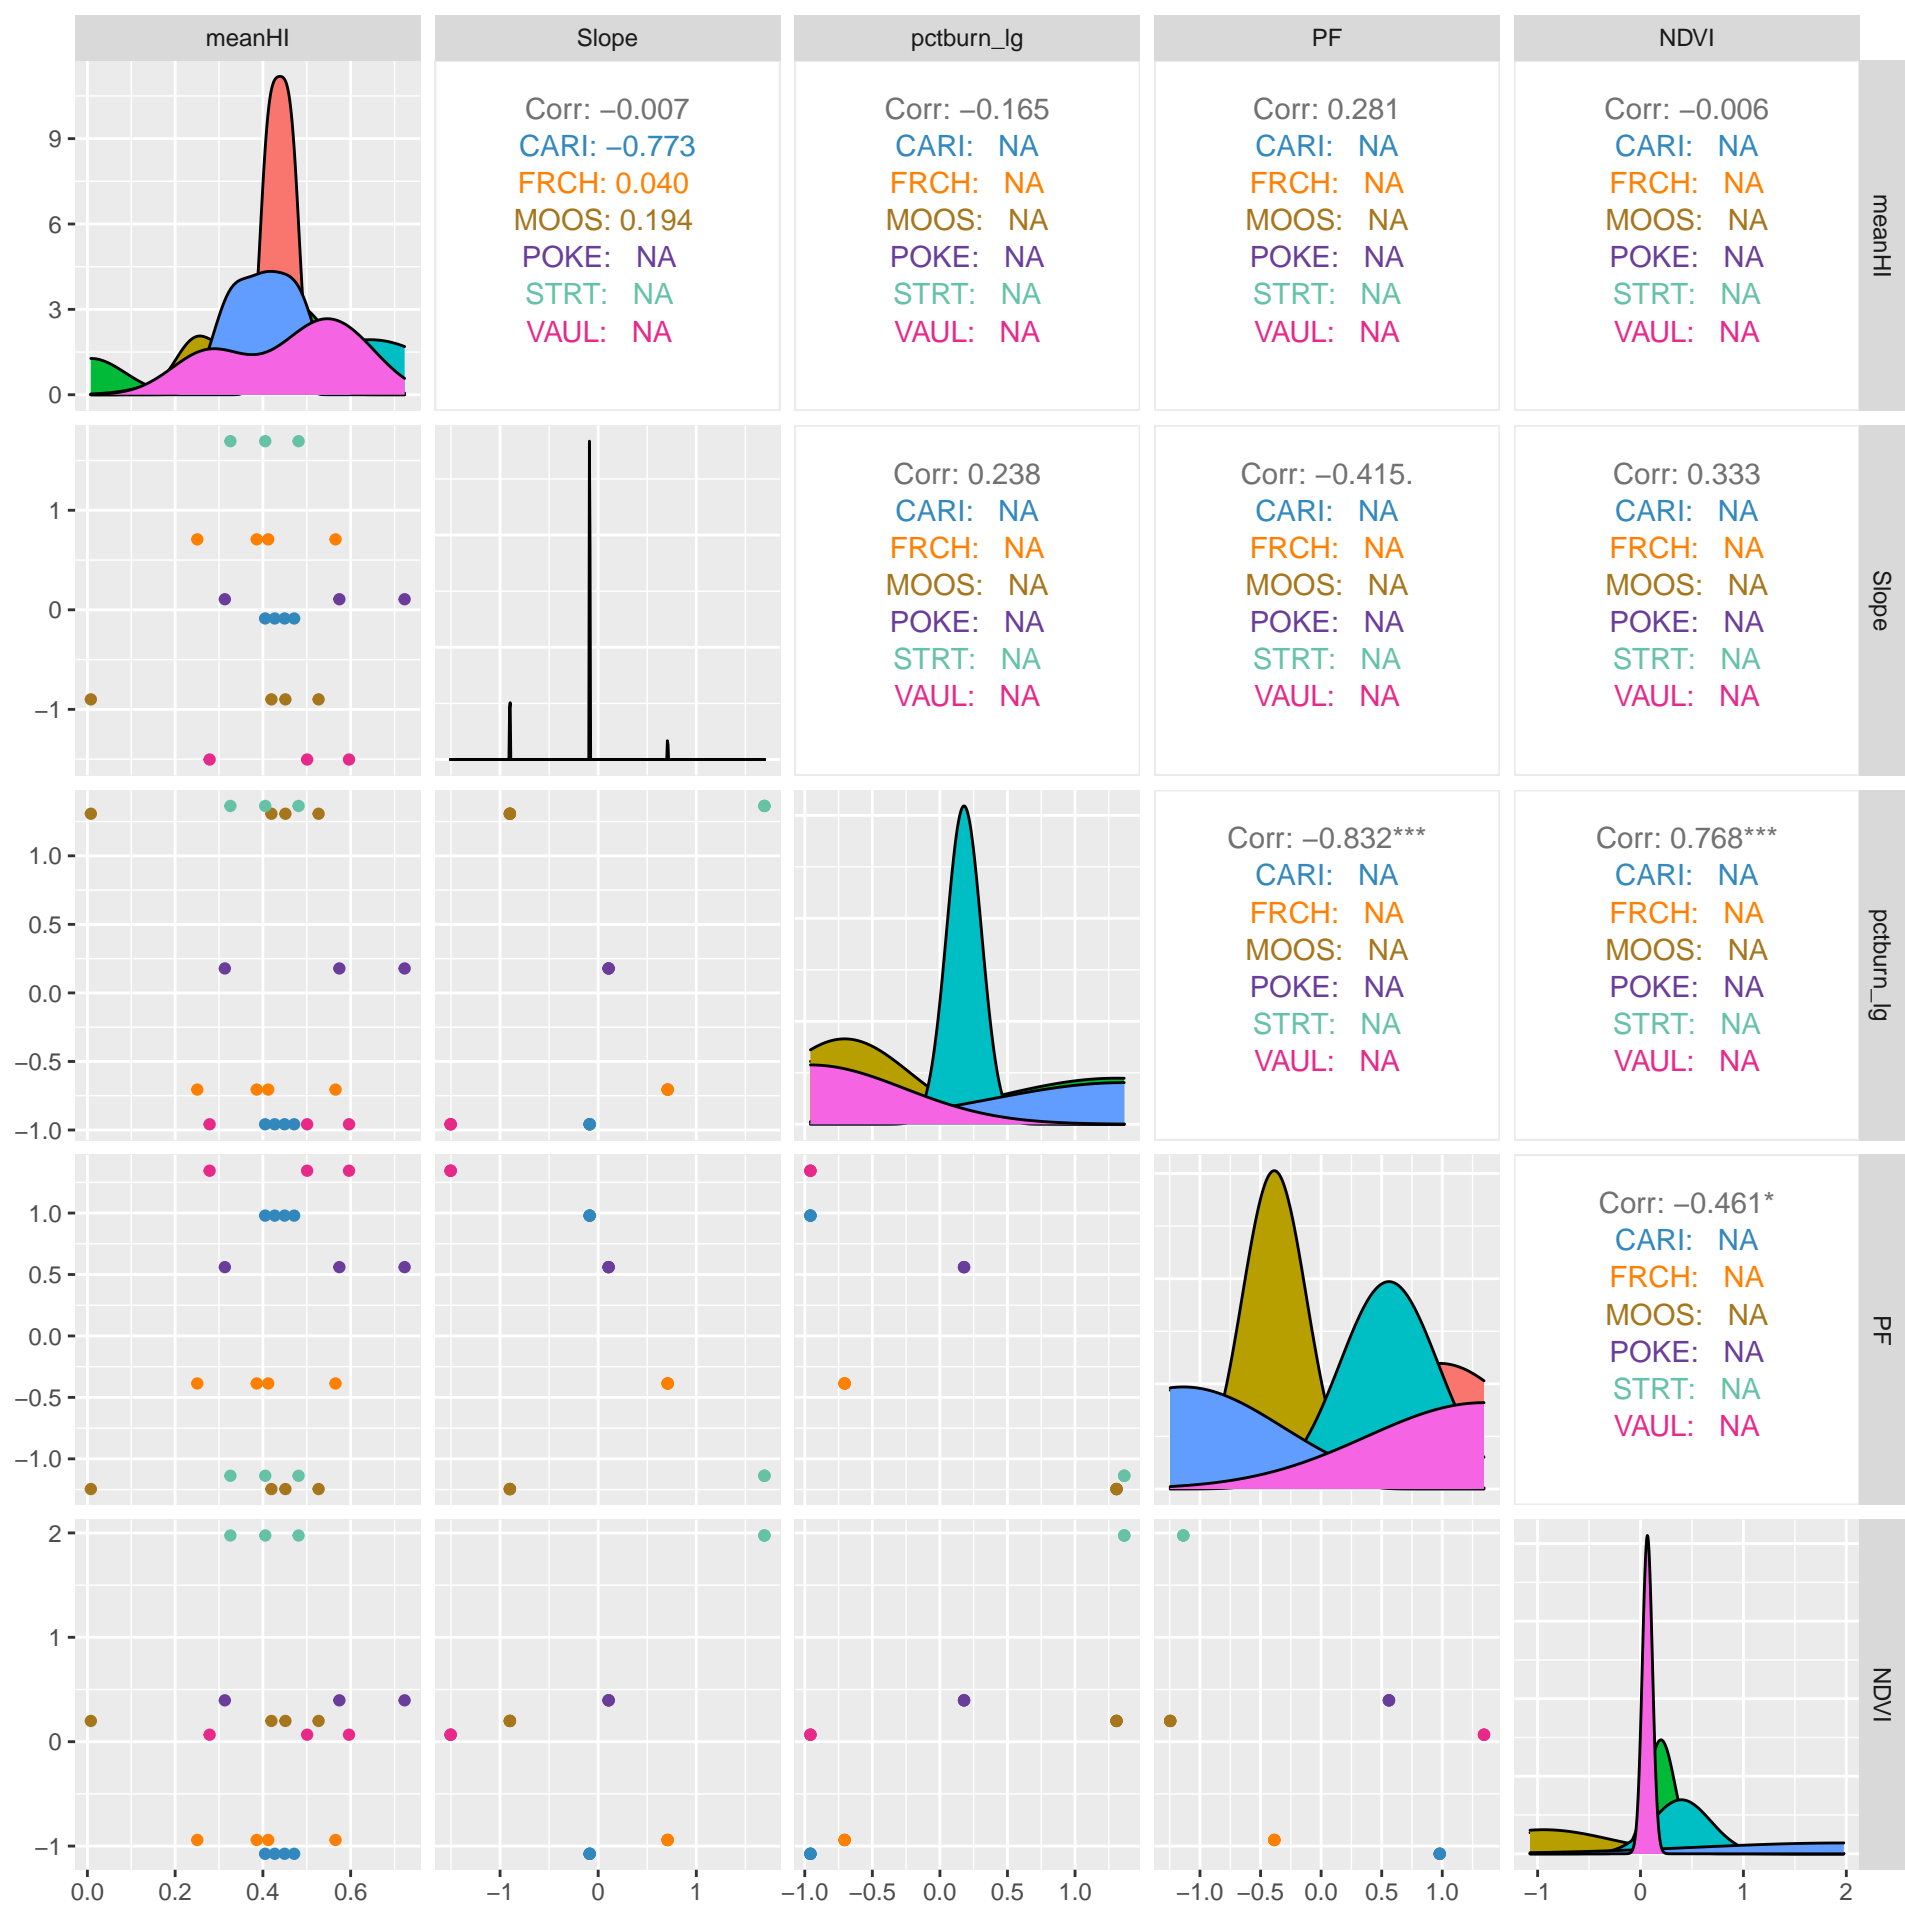 meanHI
Slope
pctburn_lg
PF
NDVI
9
6
3
0
Corr: −0.007
CARI: −0.773
FRCH: 0.040
MOOS: 0.194
POKE: NA
STRT: NA
VAUL: NA
Corr: −0.165
CARI: NA
FRCH: NA
MOOS: NA
POKE: NA
STRT: NA
VAUL: NA
Corr: 0.281
CARI: NA
FRCH: NA
MOOS: NA
POKE: NA
STRT: NA
VAUL: NA
Corr: −0.006
CARI: NA
FRCH: NA
MOOS: NA
POKE: NA
STRT: NA
VAUL: NA
meanHI
1
0
−1
Corr: 0.238
CARI: NA
FRCH: NA
MOOS: NA
POKE: NA
STRT: NA
VAUL: NA
Corr: −0.415.
CARI: NA
FRCH: NA
MOOS: NA
POKE: NA
STRT: NA
VAUL: NA
Corr: 0.333
CARI: NA
FRCH: NA
MOOS: NA
POKE: NA
STRT: NA
VAUL: NA
Slope
1.0
0.5
0.0
−0.5
−1.0
Corr: −0.832***
CARI: NA
FRCH: NA
MOOS: NA
POKE: NA
STRT: NA
VAUL: NA
Corr: 0.768***
CARI: NA
FRCH: NA
MOOS: NA
POKE: NA
STRT: NA
VAUL: NA
pctburn_lg
1.0
0.5
0.0
−0.5
−1.0
Corr: −0.461*
CARI: NA
FRCH: NA
MOOS: NA
POKE: NA
STRT: NA
VAUL: NA
PF
2
1
0
−1
NDVI
0.0 0.2 0.4 0.6
−1 0 1
−1.0 −0.5 0.0 0.5 1.0
−1.0 −0.5 0.0 0.5 1.0
−1 0 1 2